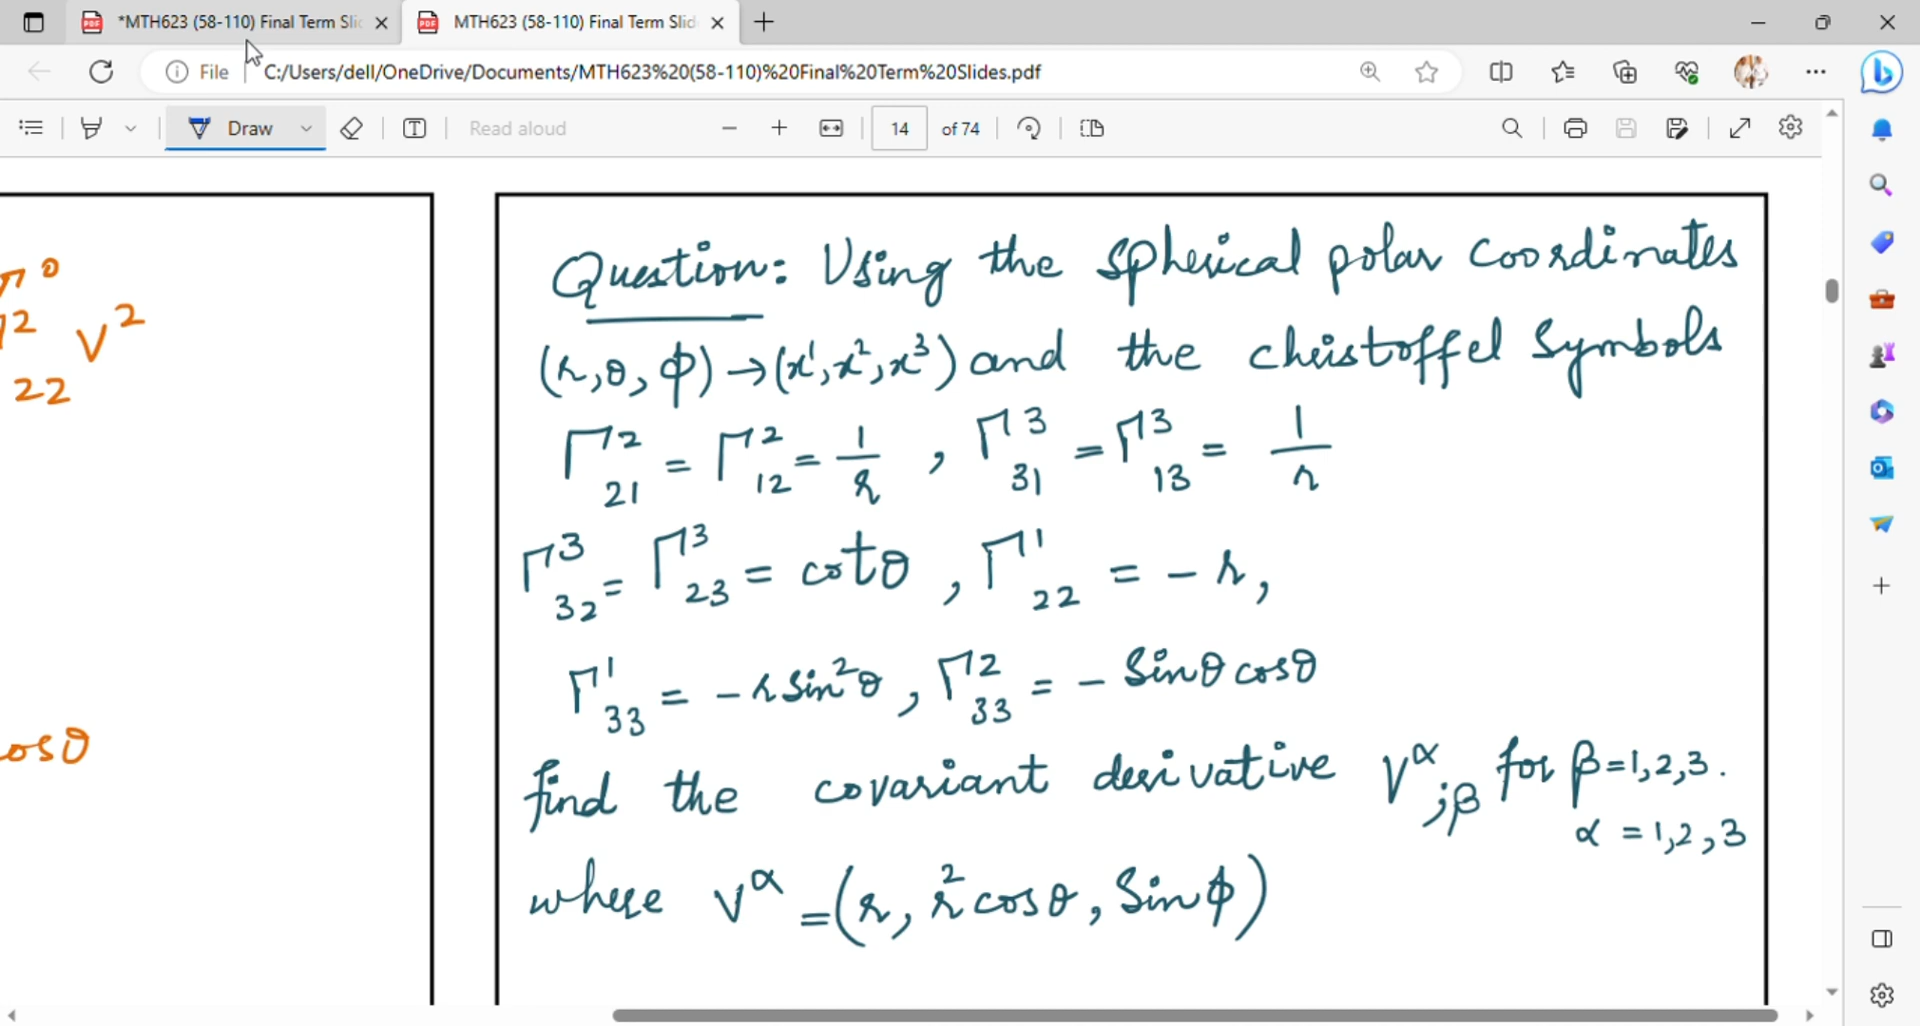 *MTH623 (58-110) Final Term Slid
MTH623 (58-110) Final Term Slid
File
C:/Users/dell/OneDrive/Documents/MTH623%20(58-110)%20Final%20Term%20Slides.pdf
Draw
Read aloud
14 of 74
Question: Using the spherical polar coordinates
(r, θ, φ) → (x¹, x², x³) and the christoffel symbols
Γ²₂₁ = Γ²₁₂ = 1/r , Γ³₃₁ = Γ³₁₃ = 1/r
Γ³₃₂ = Γ³₂₃ = cotθ , Γ¹₂₂ = - r,
Γ¹₃₃ = - r sin²θ , Γ²₃₃ = - Sinθ cosθ
find the covariant derivative V^α_;β for β=1,2,3.
α = 1,2,3
where V^α = (r, r² cosθ, Sinφ)
V²
22
osθ